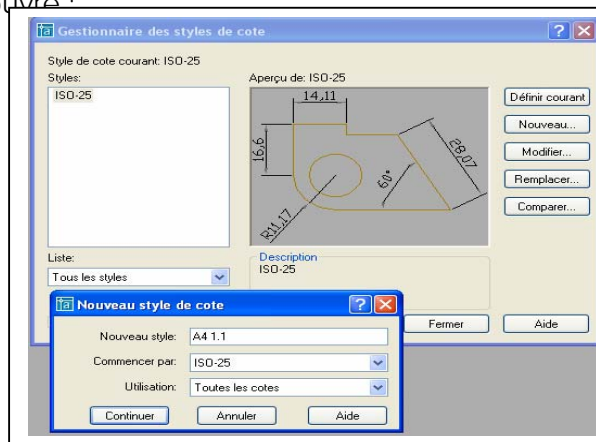 suivre :
Gestionnaire des styles de cote
Style de cote courant: ISO-25
Styles:
ISO-25
Aperçu de: ISO-25
14,11
16,6
28,07
60°
R11,17
Définir courant
Nouveau...
Modifier...
Remplacer...
Comparer...
Liste:
Tous les styles
Description
ISO-25
Fermer
Aide
Nouveau style de cote
Nouveau style: A4 1.1
Commencer par: ISO-25
Utilisation: Toutes les cotes
Continuer
Annuler
Aide